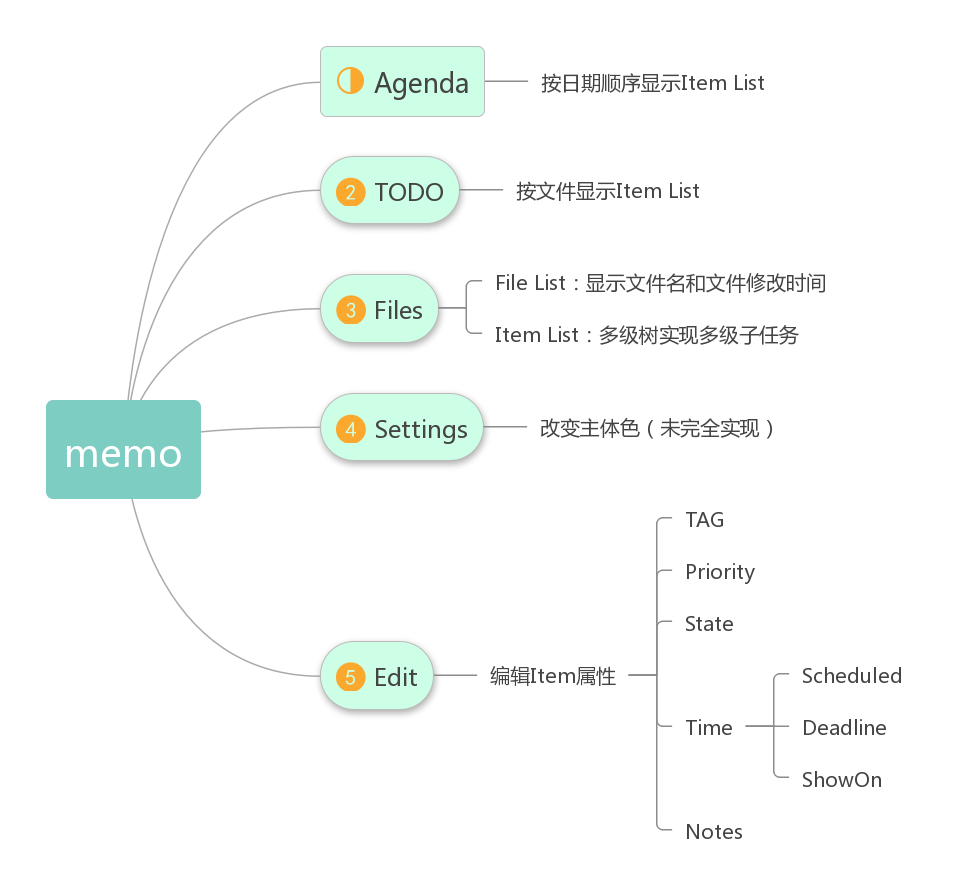 Agenda
按日期顺序显示Item List
2 TODO
按文件显示Item List
3 Files
File List：显示文件名和文件修改时间
Item List：多级树实现多级子任务
4 Settings
改变主体色（未完全实现）
memo
5 Edit
编辑Item属性
TAG
Priority
State
Time
Scheduled
Deadline
ShowOn
Notes